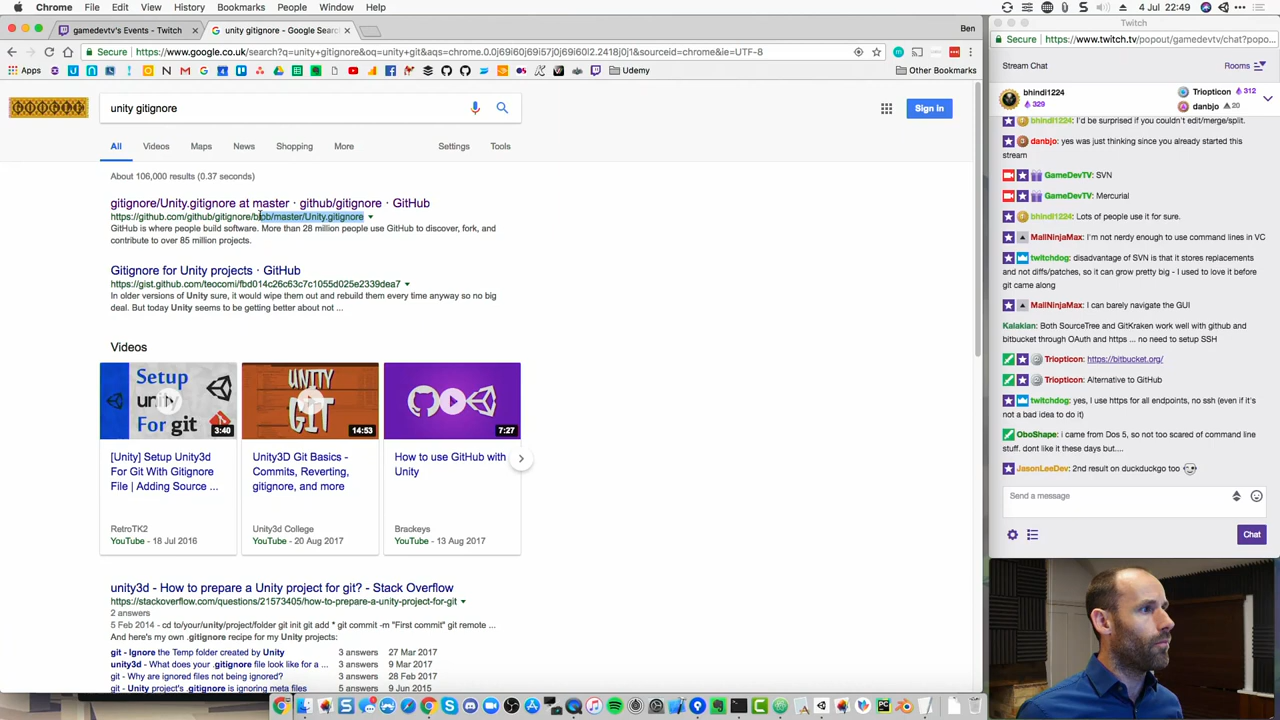 Chrome File Edit View History Bookmarks People Window Help
4 Jul 22:49
gamedevtv's Events - Twitch
unity gitignore - Google Sear
Ben
Secure https://www.google.co.uk/search?q=unity+gitignore&oq=unity+git&aqs=chrome.0.0j69i60j69i57j0j69i60l2.2418j0j1&sourceid=chrome&ie=UTF-8
Apps
Udemy
Other Bookmarks
unity gitignore
Sign In
All Videos Maps News Shopping More Settings Tools
About 106,000 results (0.37 seconds)
gitignore/Unity.gitignore at master · github/gitignore · GitHub
https://github.com/github/gitignore/blob/master/Unity.gitignore
GitHub is where people build software. More than 28 million people use GitHub to discover, fork, and
contribute to over 85 million projects.
Gitignore for Unity projects · GitHub
https://gist.github.com/teocomi/fbd014c26c63c7c1055d025e2339dea7
In older versions of Unity sure, it would wipe them out and rebuild them every time anyway so no big
deal. But today Unity seems to be getting better about not ...
Videos
Setup
unity
For git
3:40
UNITY
GIT
14:53
7:27
[Unity] Setup Unity3d
For Git With Gitignore
File | Adding Source ...
RetroTK2
YouTube - 18 Jul 2016
Unity3D Git Basics -
Commits, Reverting,
gitignore, and more
Unity3d College
YouTube - 20 Aug 2017
How to use GitHub with
Unity
Brackeys
YouTube - 13 Aug 2017
unity3d - How to prepare a Unity project for git? - Stack Overflow
https://stackoverflow.com/questions/21573405/how-to-prepare-a-unity-project-for-git
2 answers
5 Feb 2014 - cd to/your/unity/project/folder git init git add * git commit -m "First commit" git remote ...
And here's my own .gitignore recipe for my Unity projects:
git - Ignore the Temp folder created by Unity 3 answers 27 Mar 2017
unity3d - What does your .gitignore file look like for a ... 3 answers 9 Mar 2017
git - Why are ignored files not being ignored? 3 answers 28 Feb 2017
git - Unity project's .gitignore is ignoring meta files 5 answers 9 Jun 2015
Twitch
Secure https://www.twitch.tv/popout/gamedevtv/chat?popo...
Stream Chat
Rooms
bhindi1224
329
Triopticon 312
danbjo 20
bhindi1224: I'd be surprised if you couldn't edit/merge/split.
danbjo: yes was just thinking since you already started this
stream
GameDevTV: SVN
GameDevTV: Mercurial
bhindi1224: Lots of people use it for sure.
MallNinjaMax: I'm not nerdy enough to use command lines in VC
twitchdog: disadvantage of SVN is that it stores replacements
and not diffs/patches, so it can grow pretty big - I used to love it before
git came along
MallNinjaMax: I can barely navigate the GUI
Kalakian: Both SourceTree and GitKraken work well with github and
bitbucket through OAuth and https ... no need to setup SSH
Triopticon: https://bitbucket.org/
Triopticon: Alternative to GitHub
twitchdog: yes, I use https for all endpoints, no ssh (even if it's
not a bad idea to do it)
OboShape: i came from Dos 5, so not too scared of command line
stuff. dont like it these days but....
JasonLeeDev: 2nd result on duckduckgo too
Send a message
Chat